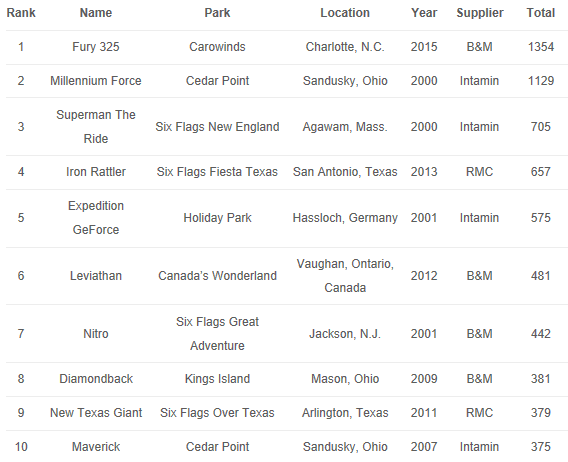 Rank Name Park Location Year Supplier Total
1 Fury 325 Carowinds Charlotte, N.C. 2015 B&M 1354
2 Millennium Force Cedar Point Sandusky, Ohio 2000 Intamin 1129
3 Superman The Ride Six Flags New England Agawam, Mass. 2000 Intamin 705
4 Iron Rattler Six Flags Fiesta Texas San Antonio, Texas 2013 RMC 657
5 Expedition GeForce Holiday Park Hassloch, Germany 2001 Intamin 575
6 Leviathan Canada's Wonderland Vaughan, Ontario, Canada 2012 B&M 481
7 Nitro Six Flags Great Adventure Jackson, N.J. 2001 B&M 442
8 Diamondback Kings Island Mason, Ohio 2009 B&M 381
9 New Texas Giant Six Flags Over Texas Arlington, Texas 2011 RMC 379
10 Maverick Cedar Point Sandusky, Ohio 2007 Intamin 375